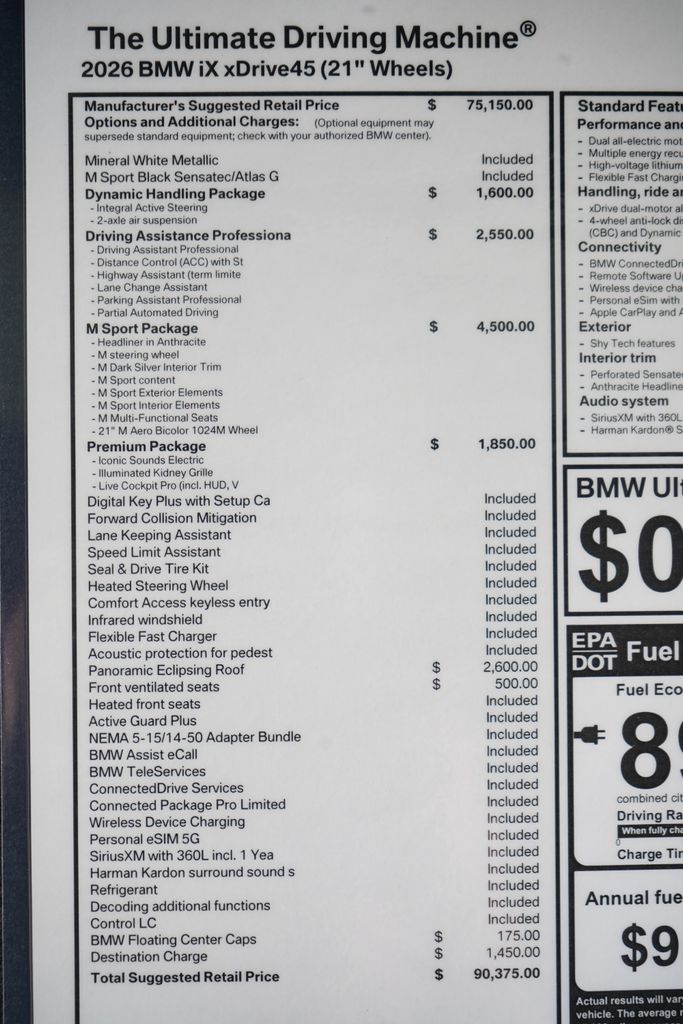 The Ultimate Driving Machine®
2026 BMW iX xDrive45 (21" Wheels)
Manufacturer's Suggested Retail Price $ 75,150.00
Options and Additional Charges: (Optional equipment may
supersede standard equipment; check with your authorized BMW center).
Mineral White Metallic Included
M Sport Black Sensatec/Atlas G Included
Dynamic Handling Package $ 1,600.00
- Integral Active Steering
- 2-axle air suspension
Driving Assistance Professiona $ 2,550.00
- Driving Assistant Professional
- Distance Control (ACC) with St
- Highway Assistant (term limite
- Lane Change Assistant
- Parking Assistant Professional
- Partial Automated Driving
M Sport Package $ 4,500.00
- Headliner in Anthracite
- M steering wheel
- M Dark Silver Interior Trim
- M Sport content
- M Sport Exterior Elements
- M Sport Interior Elements
- M Multi-Functional Seats
- 21" M Aero Bicolor 1024M Wheel
Premium Package $ 1,850.00
- Iconic Sounds Electric
- Illuminated Kidney Grille
- Live Cockpit Pro (incl. HUD, V
Digital Key Plus with Setup Ca Included
Forward Collision Mitigation Included
Lane Keeping Assistant Included
Speed Limit Assistant Included
Seal & Drive Tire Kit Included
Heated Steering Wheel Included
Comfort Access keyless entry Included
Infrared windshield Included
Flexible Fast Charger Included
Acoustic protection for pedest Included
Panoramic Eclipsing Roof $ 2,600.00
Front ventilated seats $ 500.00
Heated front seats Included
Active Guard Plus Included
NEMA 5-15/14-50 Adapter Bundle Included
BMW Assist eCall Included
BMW TeleServices Included
ConnectedDrive Services Included
Connected Package Pro Limited Included
Wireless Device Charging Included
Personal eSIM 5G Included
SiriusXM with 360L incl. 1 Yea Included
Harman Kardon surround sound s Included
Refrigerant Included
Decoding additional functions Included
Control LC Included
BMW Floating Center Caps $ 175.00
Destination Charge $ 1,450.00
Total Suggested Retail Price $ 90,375.00
Standard Featu
Performance and
- Dual all-electric mot
- Multiple energy recu
- High-voltage lithium
- Flexible Fast Chargi
Handling, ride an
- xDrive dual-motor al
- 4-wheel anti-lock di
(CBC) and Dynamic
Connectivity
- BMW ConnectedDri
- Remote Software U
- Wireless device cha
- Personal eSim with
- Apple CarPlay and A
Exterior
- Shy Tech features
Interior trim
- Perforated Sensate
- Anthracite Headline
Audio system
- SiriusXM with 360L
- Harman Kardon® S
BMW Ult
$0
EPA
DOT Fuel
Fuel Eco
89
combined cit
Driving Ra
When fully cha
0
Charge Tim
Annual fue
$9
Actual results will var
vehicle. The average n